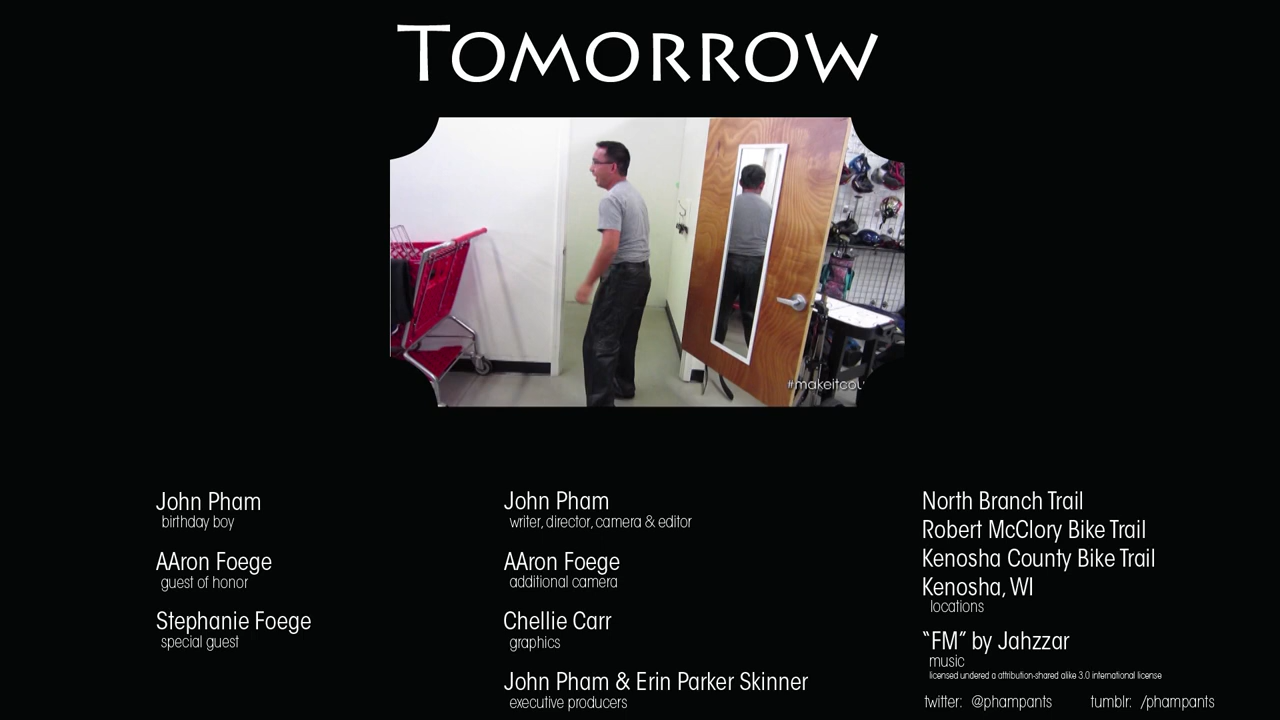 Tomorrow
#makeitcou
John Pham
birthday boy
AAron Foege
guest of honor
Stephanie Foege
special guest
John Pham
writer, director, camera & editor
AAron Foege
additional camera
Chellie Carr
graphics
John Pham & Erin Parker Skinner
executive producers
North Branch Trail
Robert McClory Bike Trail
Kenosha County Bike Trail
Kenosha, WI
locations
“FM” by Jahzzar
music
licensed undered a attribution-shared alike 3.0 international license
twitter: @phampants tumblr: /phampants